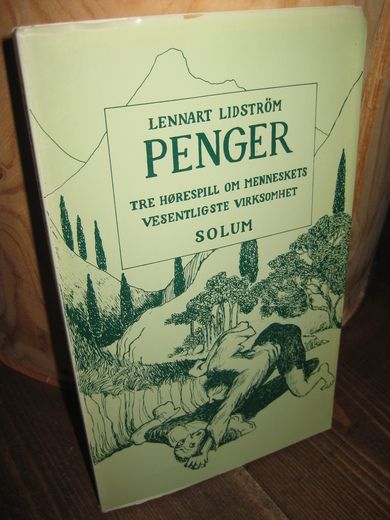 LENNART LIDSTRÖM
PENGER
TRE HØRESPILL OM MENNESKETS
VESENTLIGSTE VIRKSOMHET
SOLUM